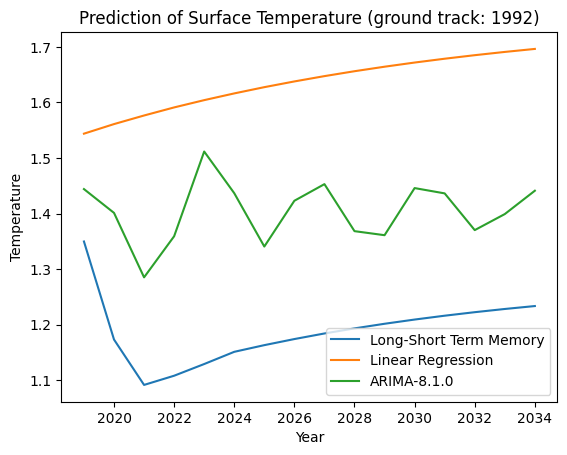 Prediction of Surface Temperature (ground track: 1992)
Temperature
1.7
1.6
1.5
1.4
1.3
1.2
1.1
Long-Short Term Memory
Linear Regression
ARIMA-8.1.0
2020 2022 2024 2026 2028 2030 2032 2034
Year